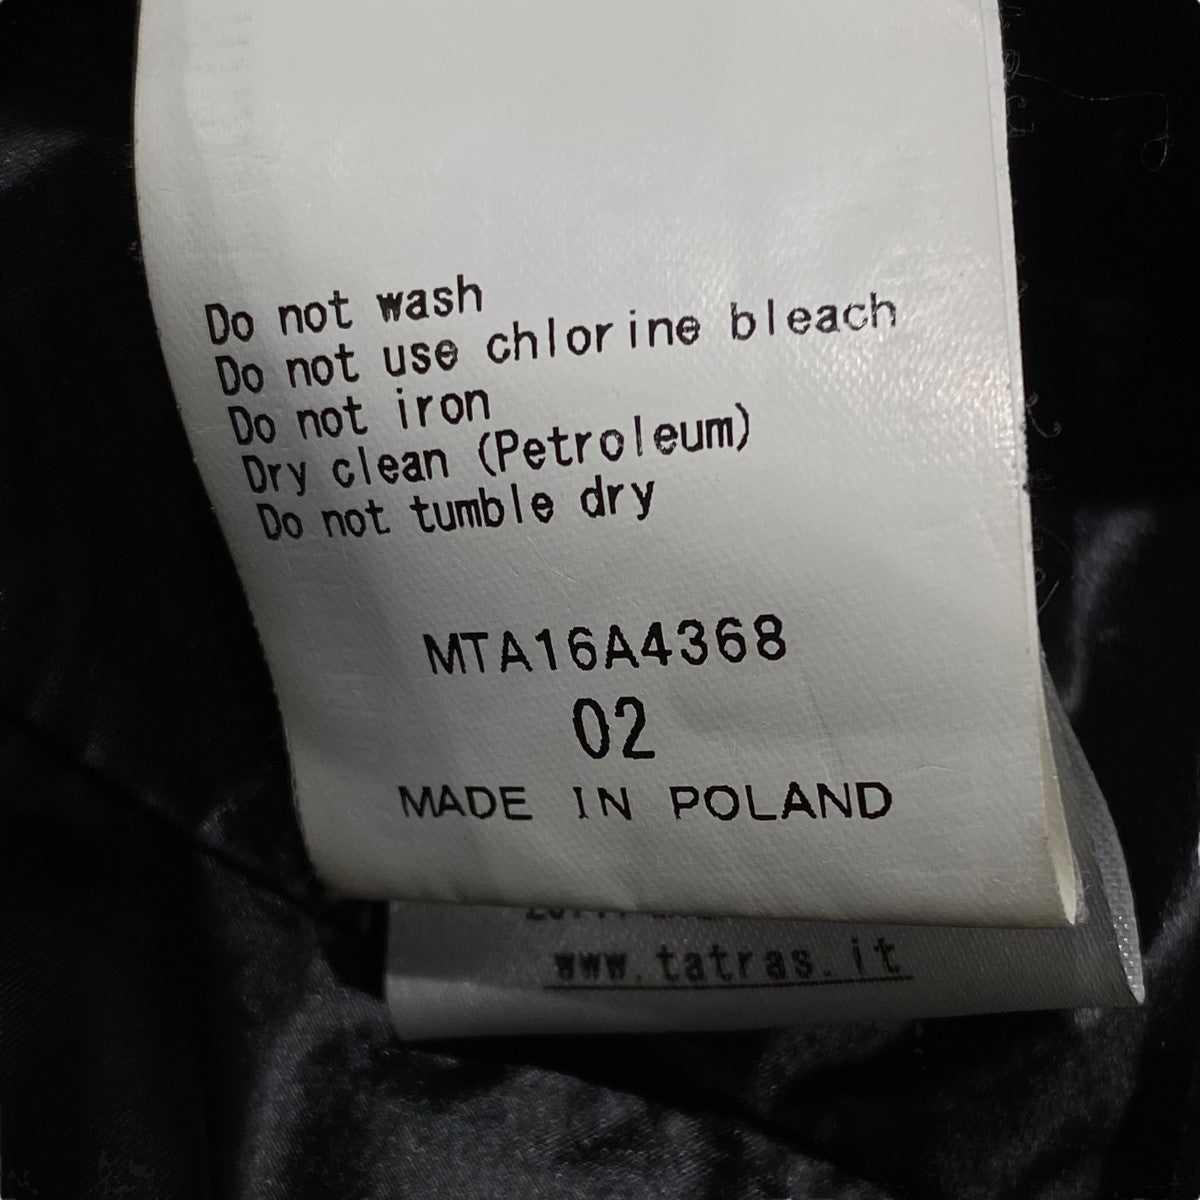 Do not wash
Do not use chlorine bleach
Do not iron
Dry clean (Petroleum)
Do not tumble dry
MTA16A4368
02
MADE IN POLAND
www.tatras.it